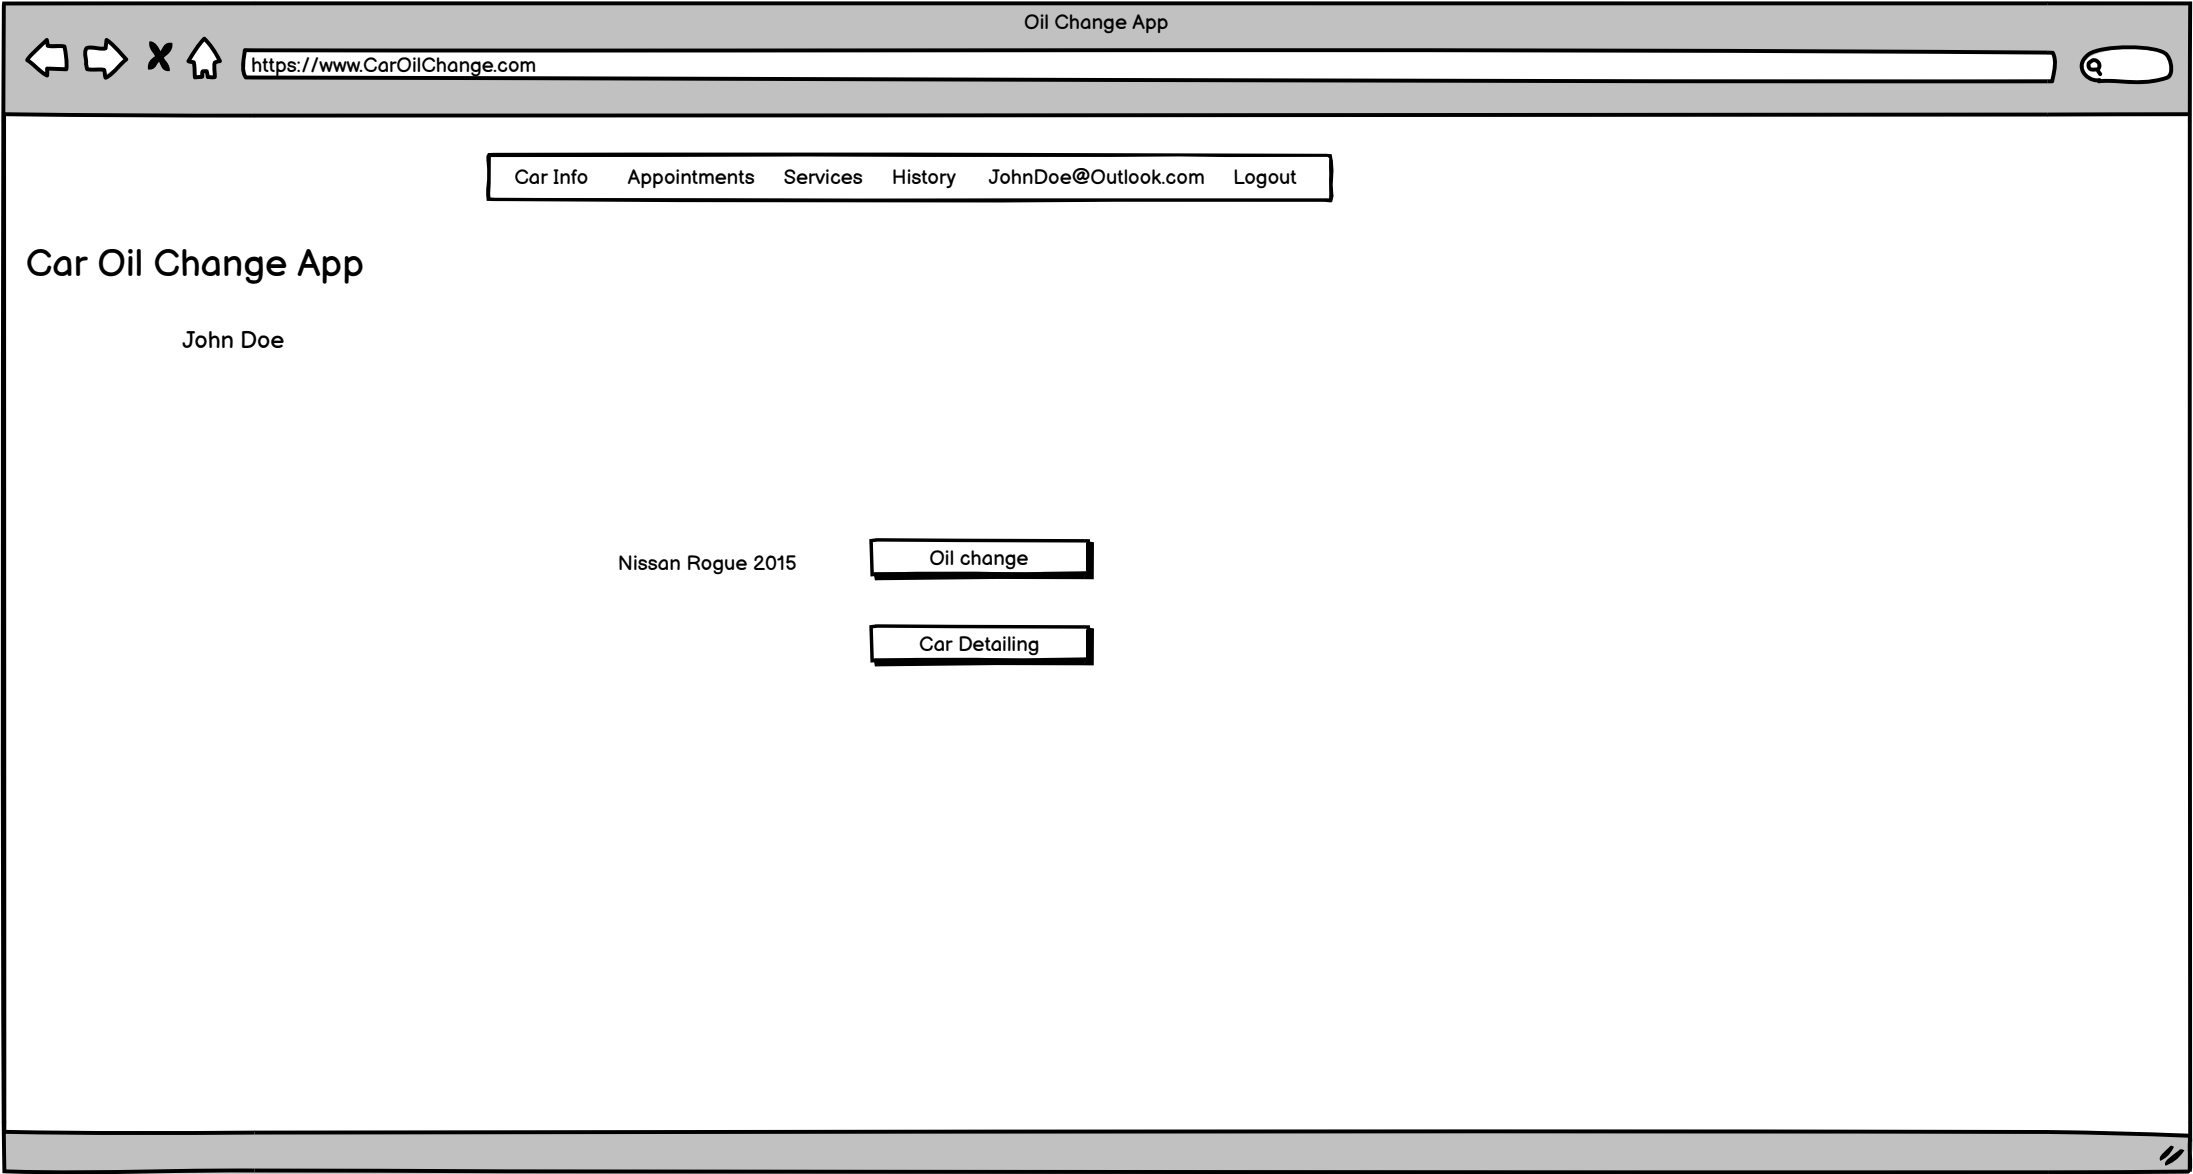 Oil Change App
https://www.CarOilChange.com
Car Info Appointments Services History JohnDoe@Outlook.com Logout
Car Oil Change App
John Doe
Nissan Rogue 2015
Oil change
Car Detailing